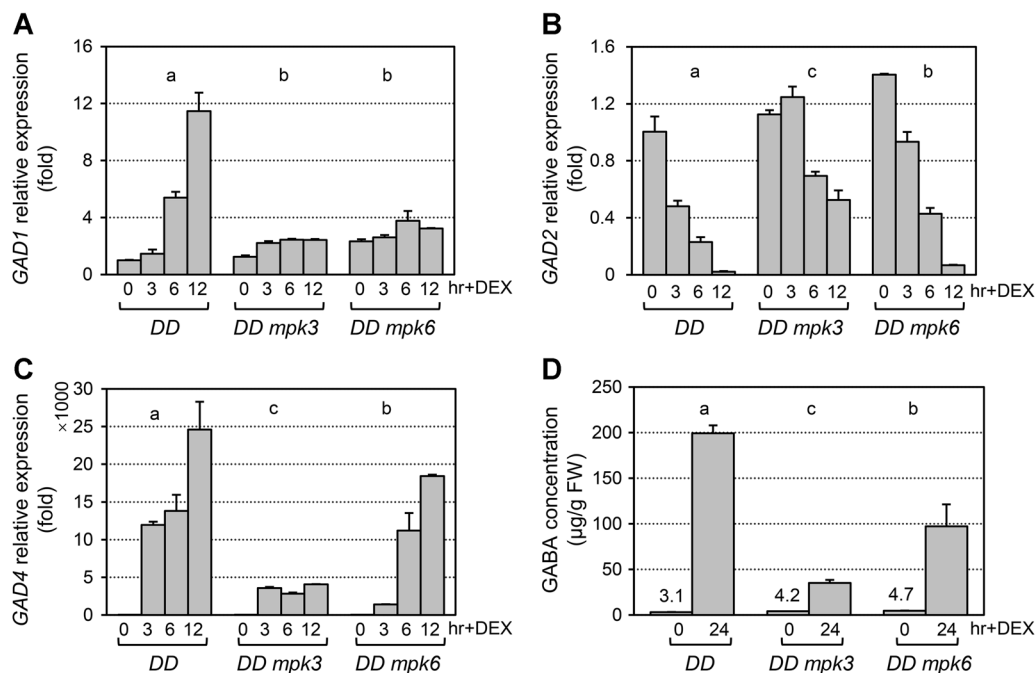 A
GAD1 relative expression
(fold)
16
12
8
4
0
a b b
0 3 6 12 0 3 6 12 0 3 6 12 hr+DEX
DD DD mpk3 DD mpk6
B
GAD2 relative expression
(fold)
1.6
1.2
0.8
0.4
0
a c b
0 3 6 12 0 3 6 12 0 3 6 12 hr+DEX
DD DD mpk3 DD mpk6
C
GAD4 relative expression
(fold)
×1000
30
25
20
15
10
5
0
a c b
0 3 6 12 0 3 6 12 0 3 6 12 hr+DEX
DD DD mpk3 DD mpk6
D
GABA concentration
(µg/g FW)
250
200
150
100
50
0
a c b
3.1 4.2 4.7
0 24 0 24 0 24 hr+DEX
DD DD mpk3 DD mpk6